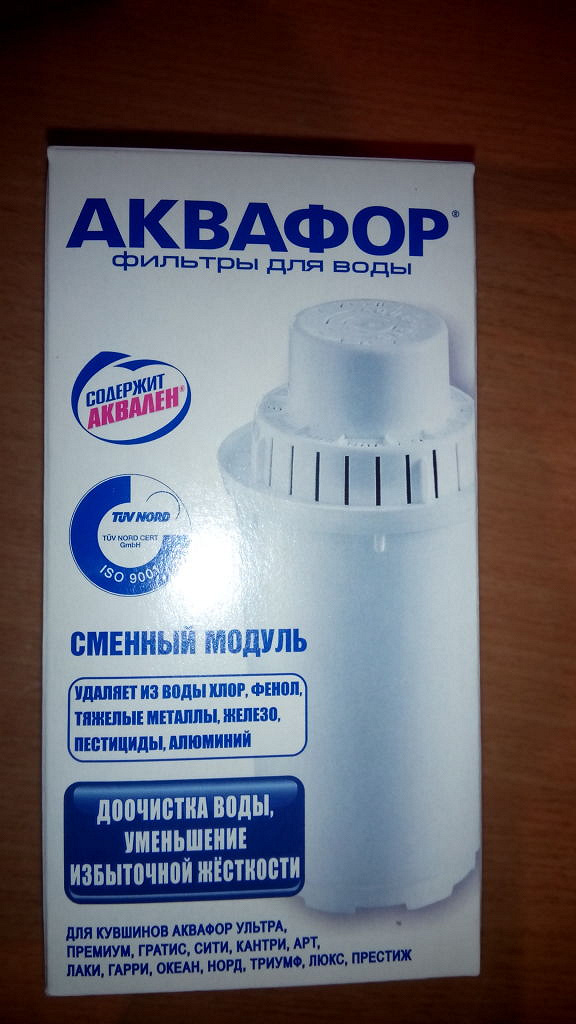 АКВАФОР®
фильтры для воды
СОДЕРЖИТ
АКВАЛЕН®
TÜV NORD
TÜV NORD CERT
GmbH
ISO 9001
СМЕННЫЙ МОДУЛЬ
УДАЛЯЕТ ИЗ ВОДЫ ХЛОР, ФЕНОЛ,
ТЯЖЕЛЫЕ МЕТАЛЛЫ, ЖЕЛЕЗО,
ПЕСТИЦИДЫ, АЛЮМИНИЙ
ДООЧИСТКА ВОДЫ,
УМЕНЬШЕНИЕ
ИЗБЫТОЧНОЙ ЖЁСТКОСТИ
ДЛЯ КУВШИНОВ АКВАФОР УЛЬТРА,
ПРЕМИУМ, ГРАТИС, СИТИ, КАНТРИ, АРТ,
ЛАКИ, ГАРРИ, ОКЕАН, НОРД, ТРИУМФ, ЛЮКС, ПРЕСТИЖ